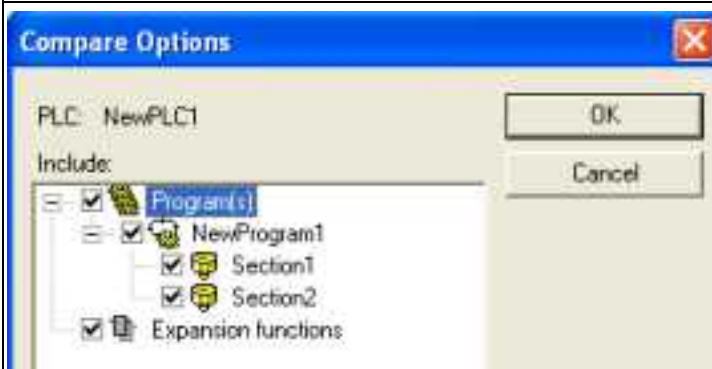 Compare Options
PLC: NewPLC1
OK
Include:
Cancel
Program(s)
NewProgram1
Section1
Section2
Expansion functions